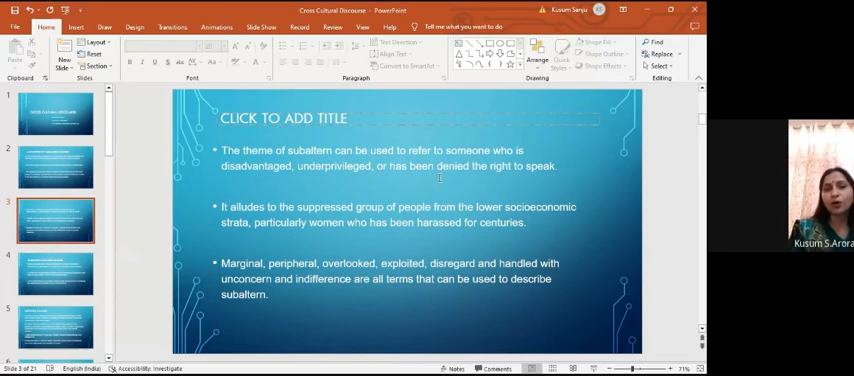 Cross Cultural Discourse - PowerPoint
Kusum Sanju
KS
File
Home
Insert
Draw
Design
Transitions
Animations
Slide Show
Record
Review
View
Help
Tell me what you want to do
Paste
New
Slide
Layout
Reset
Section
Text Direction
Align Text
Convert to SmartArt
Arrange
Quick
Styles
Shape Fill
Shape Outline
Shape Effects
Find
Replace
Select
Clipboard
Slides
Font
Paragraph
Drawing
Editing
1
2
3
4
5
6
CLICK TO ADD TITLE
• The theme of subaltern can be used to refer to someone who is
disadvantaged, underprivileged, or has been denied the right to speak.
• It alludes to the suppressed group of people from the lower socioeconomic
strata, particularly women who has been harassed for centuries.
• Marginal, peripheral, overlooked, exploited, disregard and handled with
unconcern and indifference are all terms that can be used to describe
subaltern.
Kusum S.Arora
Slide 3 of 21
English (India)
Accessibility: Investigate
Notes
Comments
71%